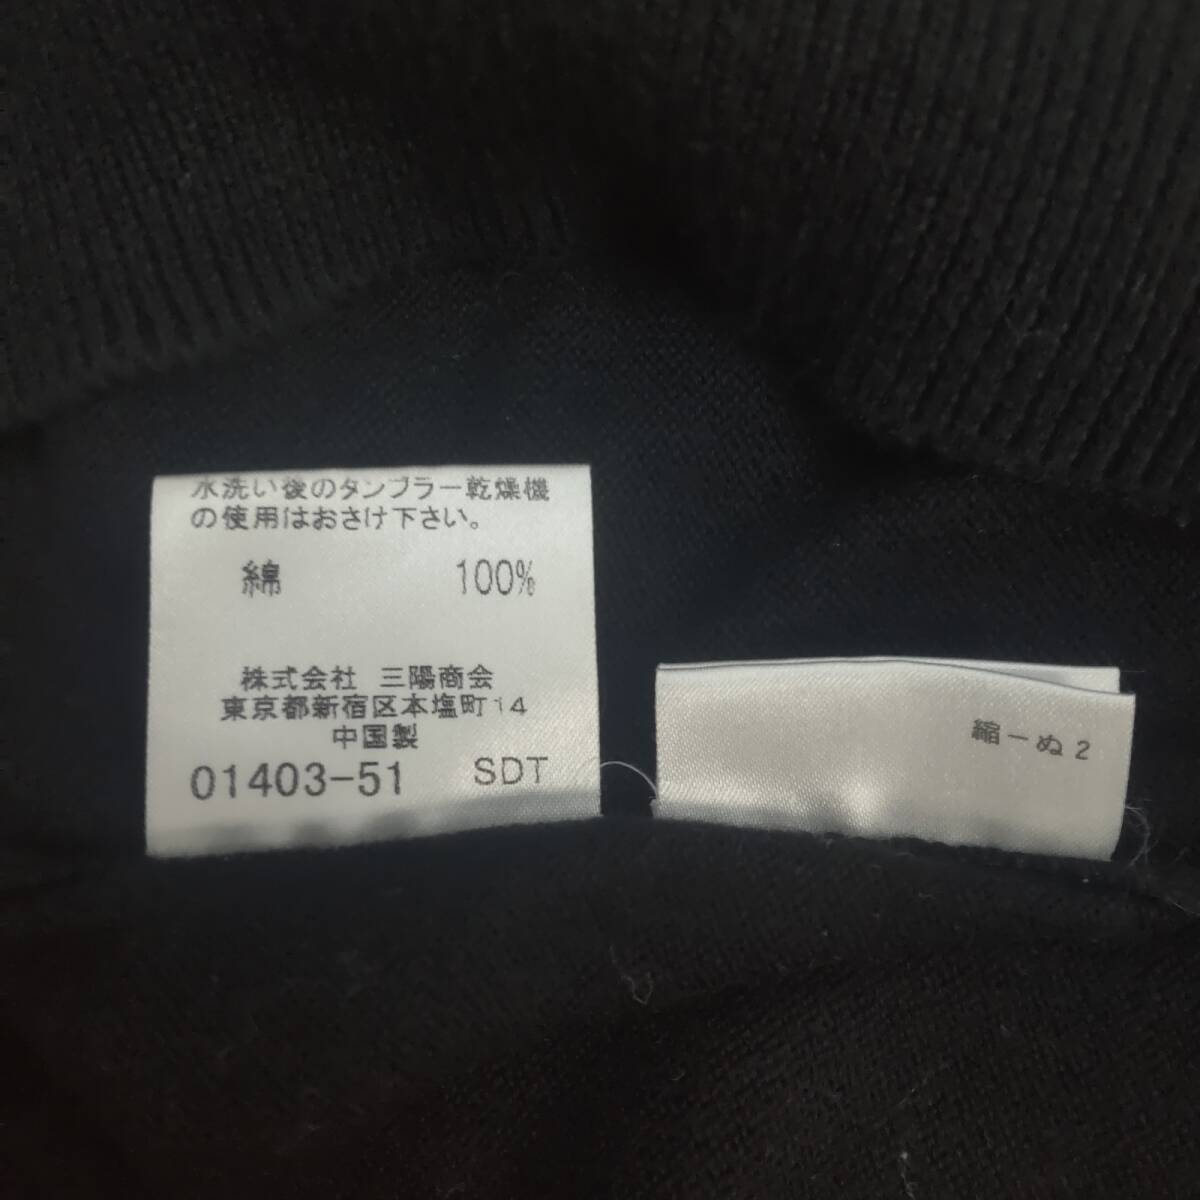 水洗い後のタンブラー乾燥機
の使用はおさけ下さい。
綿 100%
株式会社 三陽商会
東京都新宿区本塩町14
中国製
01403-51 SDT
縮ーぬ2